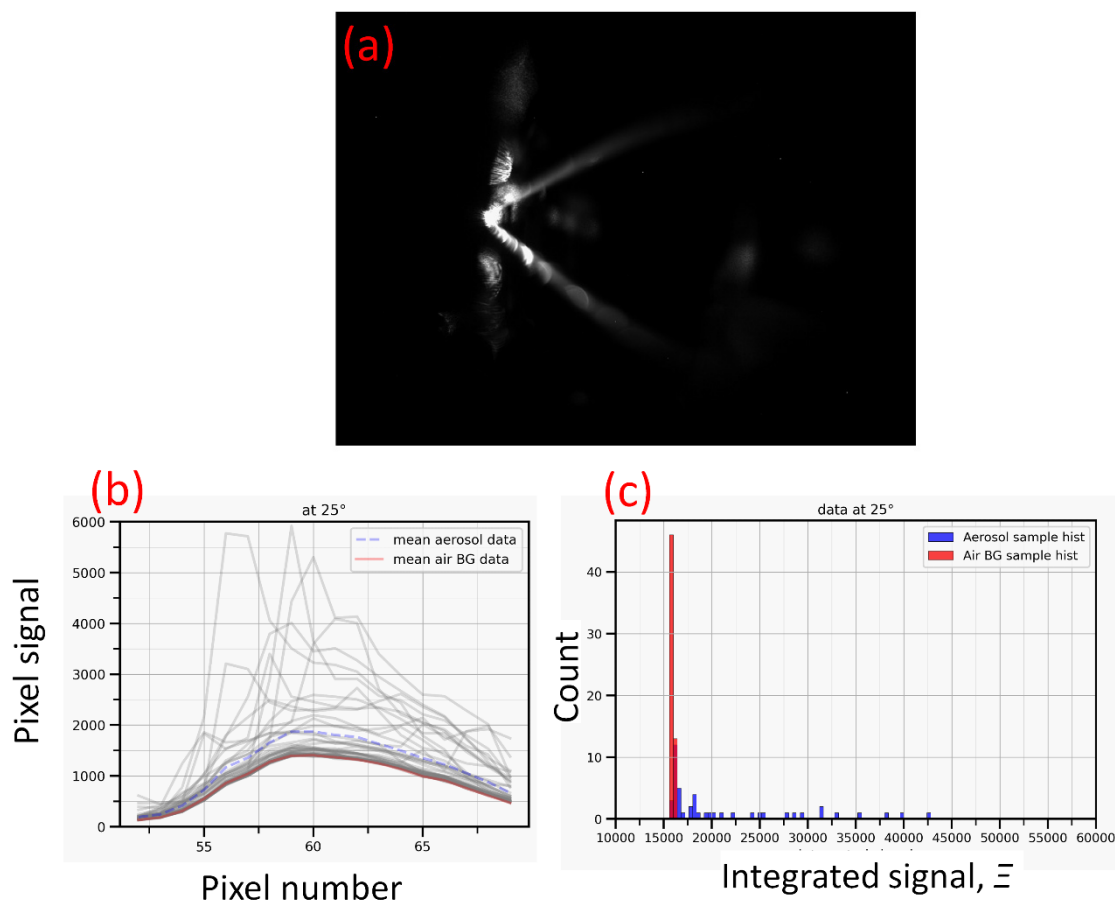 (a)
(b)
at 25°
6000
5000
4000
3000
2000
1000
0
55
60
65
mean aerosol data
mean air BG data
Pixel signal
Pixel number
(c)
data at 25°
40
30
20
10
0
10000 15000 20000 25000 30000 35000 40000 45000 50000 55000 60000
Aerosol sample hist
Air BG sample hist
Count
Integrated signal, Ξ